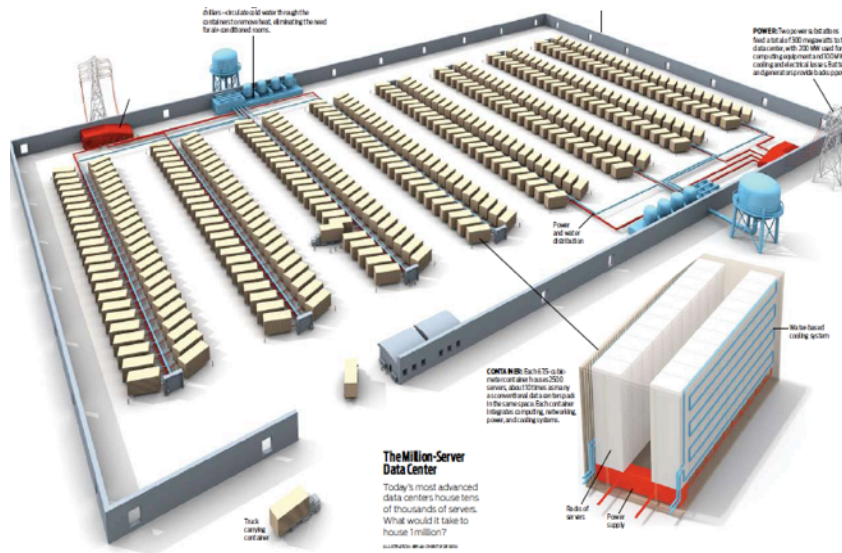 chillers—circulate cold water through the
containers to remove heat, eliminating the need
for air-conditioned rooms.
POWER: Two power substations
feed a total of 300 megawatts to
data center, with 200 MW used for
computing equipment and 100 MW
cooling and electrical losses.
and generators provide backup
Power
and water
distribution
CONTAINER: Each 67.5-cubic-
meter container houses 2500
servers, about 10 times as many
as conventional data centers pack
in the same space. Each container
integrates computing, networking,
power, and cooling systems.
Water-based
cooling system
The Million-Server
Data Center
Today's most advanced
data centers house tens
of thousands of servers.
What would it take to
house 1 million?
Truck
carrying
container
Racks of
servers
Power
supply